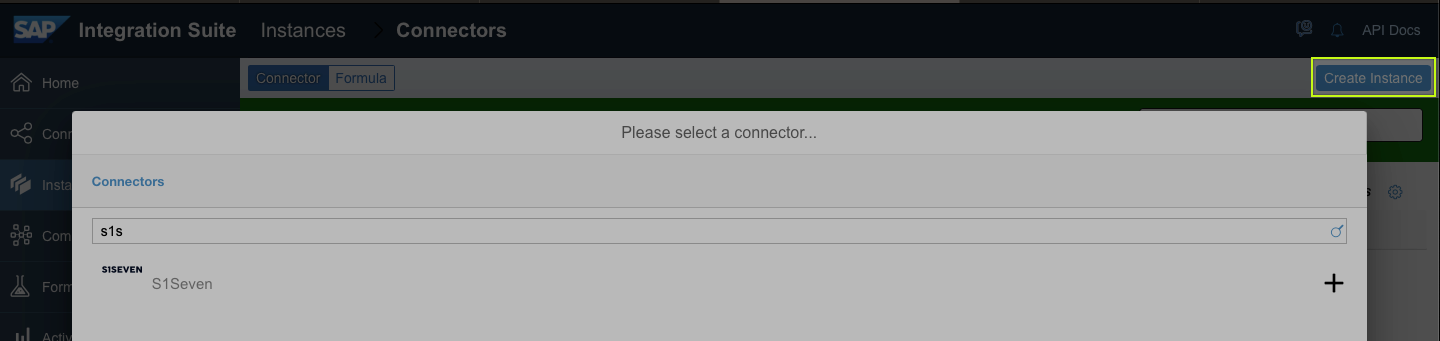 SAP Integration Suite Instances Connectors API Docs
Home
Connector Formula Create Instance
Conn
Please select a connector...
Insta
Connectors
s
Com
s1s
S1SEVEN
S1Seven
Form
Activ